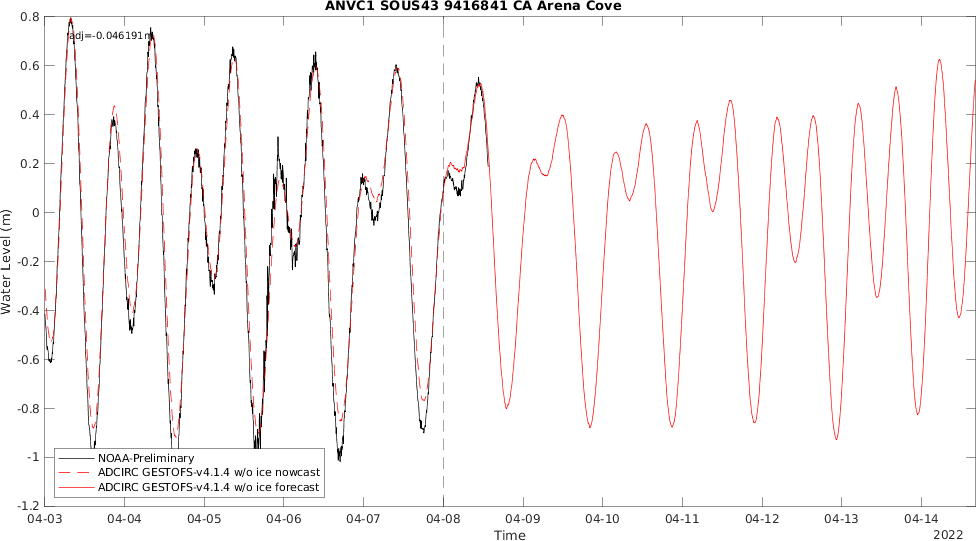 ANVC1 SOUS43 9416841 CA Arena Cove
adj=-0.046191m
0.8
0.6
0.4
0.2
0
-0.2
-0.4
-0.6
-0.8
-1
-1.2
Water Level (m)
NOAA-Preliminary
ADCIRC GESTOFS-v4.1.4 w/o ice nowcast
ADCIRC GESTOFS-v4.1.4 w/o ice forecast
04-03 04-04 04-05 04-06 04-07 04-08 04-09 04-10 04-11 04-12 04-13 04-14
Time
2022